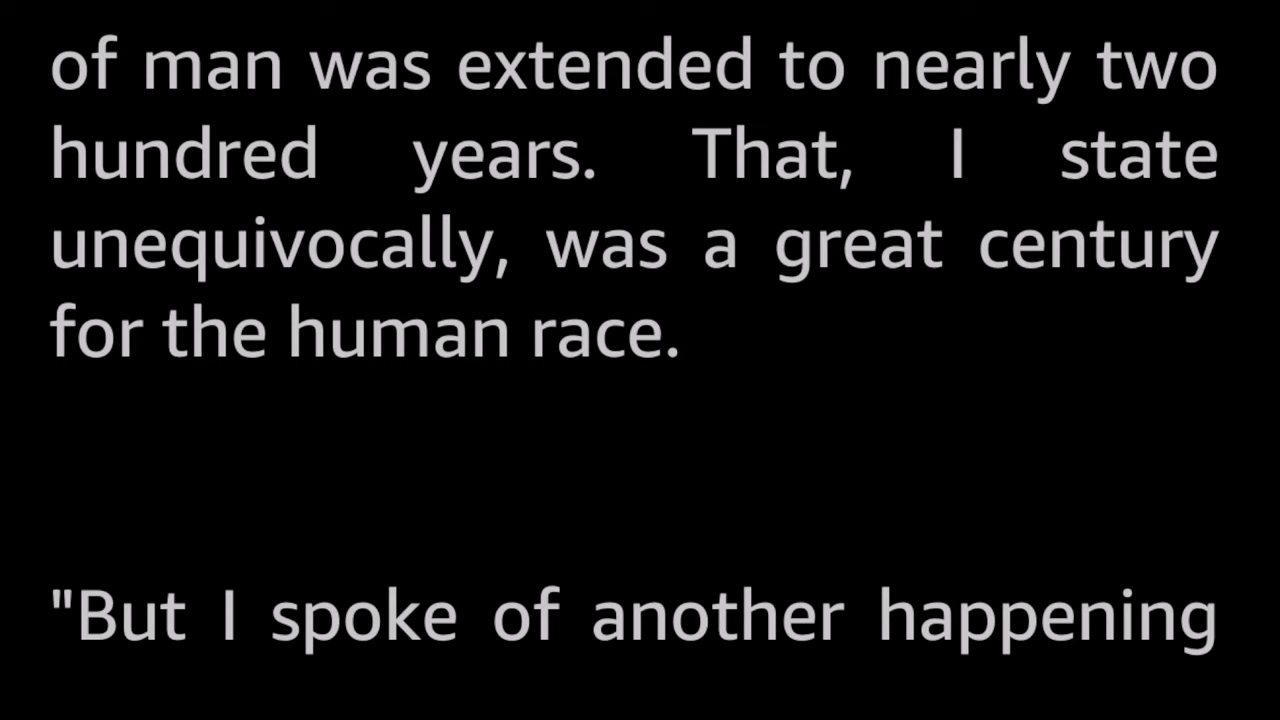 of man was extended to nearly two
hundred years. That, I state
unequivocally, was a great century
for the human race.
"But I spoke of another happening